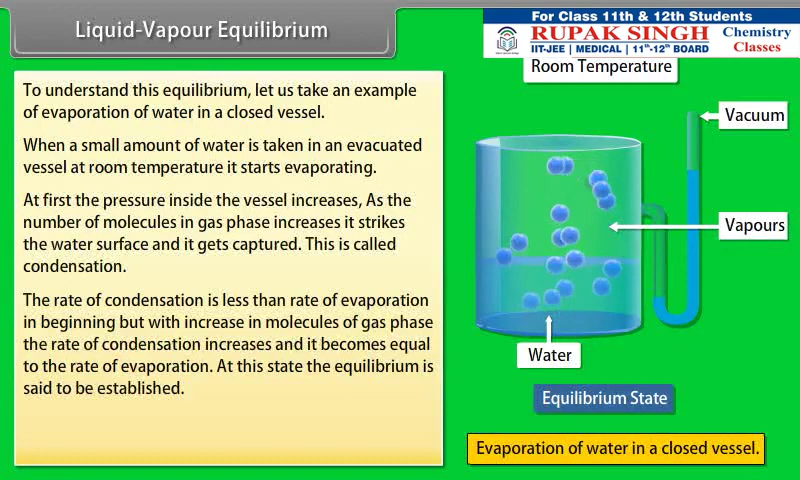 Liquid-Vapour Equilibrium
For Class 11th & 12th Students
RUPAK SINGH
IIT-JEE | MEDICAL | 11th-12th BOARD
Chemistry
Classes
To understand this equilibrium, let us take an example
of evaporation of water in a closed vessel.
When a small amount of water is taken in an evacuated
vessel at room temperature it starts evaporating.
At first the pressure inside the vessel increases, As the
number of molecules in gas phase increases it strikes
the water surface and it gets captured. This is called
condensation.
The rate of condensation is less than rate of evaporation
in beginning but with increase in molecules of gas phase
the rate of condensation increases and it becomes equal
to the rate of evaporation. At this state the equilibrium is
said to be established.
Room Temperature
Vacuum
Vapours
Water
Equilibrium State
Evaporation of water in a closed vessel.